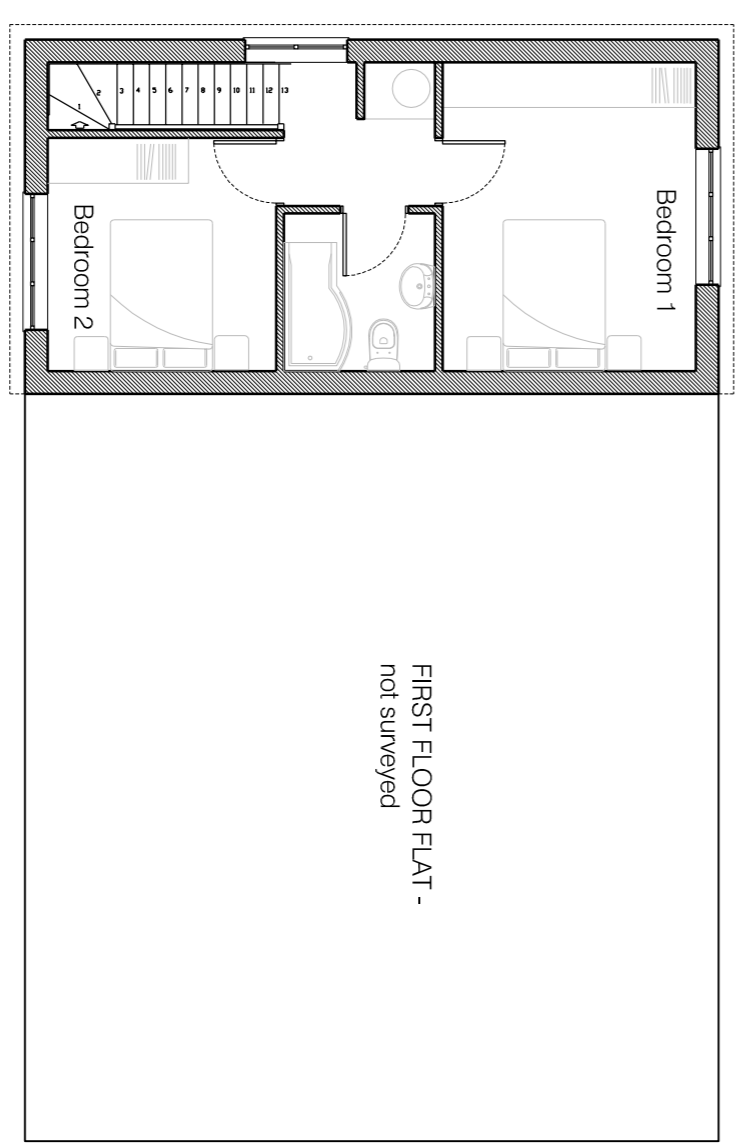 1
2
3 4 5 6 7 8 9 10 11 12 13
Bedroom 1
Bedroom 2
FIRST FLOOR FLAT -
not surveyed